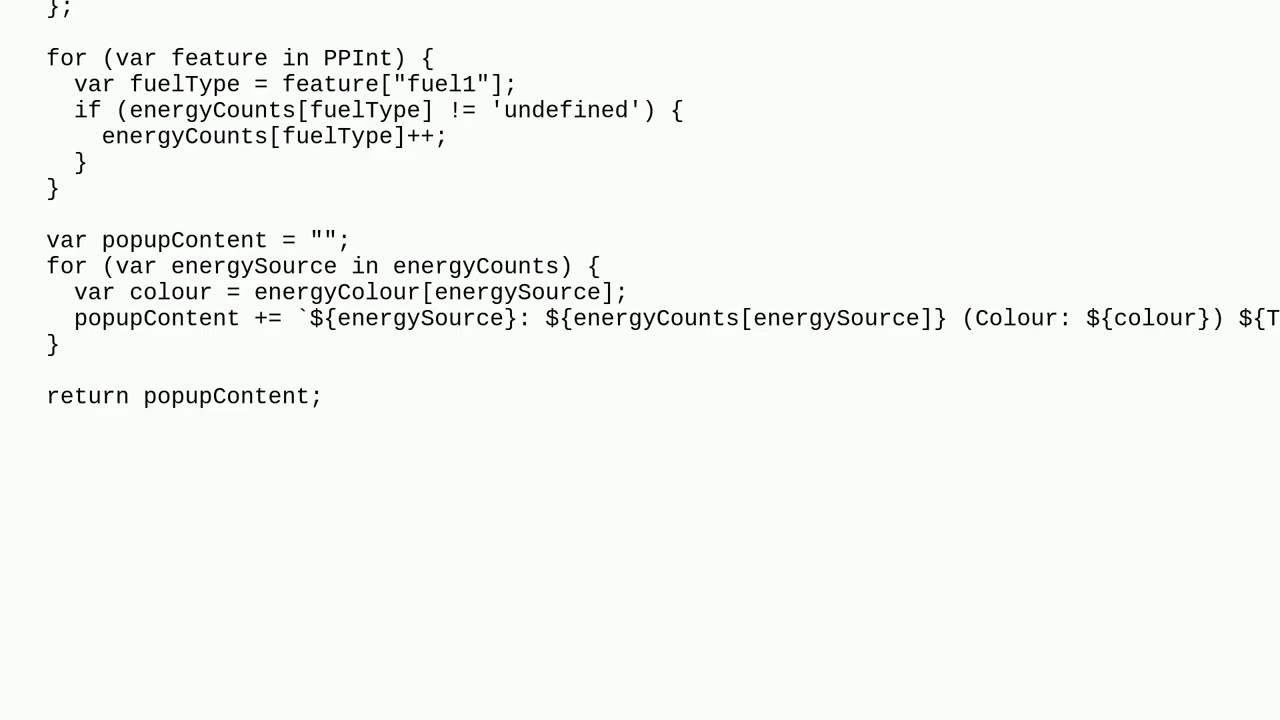 };
for (var feature in PPInt) {
var fuelType = feature["fuel1"];
if (energyCounts[fuelType] != 'undefined') {
energyCounts[fuelType]++;
}
}
var popupContent = "";
for (var energySource in energyCounts) {
var colour = energyColour[energySource];
popupContent += `${energySource}: ${energyCounts[energySource]} (Colour: ${colour}) ${T
}
return popupContent;